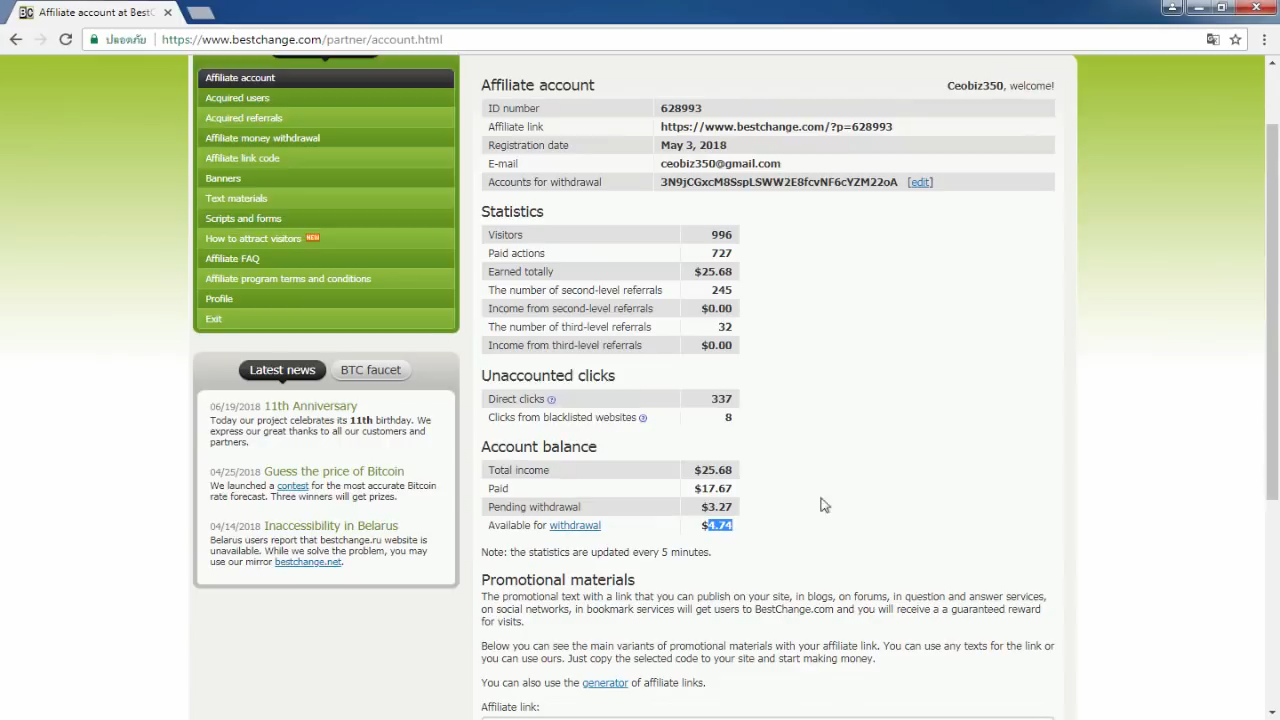 Affiliate account at BestC
ปลอดภัย
https://www.bestchange.com/partner/account.html
Affiliate account
Acquired users
Acquired referrals
Affiliate money withdrawal
Affiliate link code
Banners
Text materials
Scripts and forms
How to attract visitors NEW
Affiliate FAQ
Affiliate program terms and conditions
Profile
Exit
Latest news
BTC faucet
06/19/2018 11th Anniversary
Today our project celebrates its 11th birthday. We
express our great thanks to all our customers and
partners.
04/25/2018 Guess the price of Bitcoin
We launched a contest for the most accurate Bitcoin
rate forecast. Three winners will get prizes.
04/14/2018 Inaccessibility in Belarus
Belarus users report that bestchange.ru website is
unavailable. While we solve the problem, you may
use our mirror bestchange.net.
Affiliate account
Ceobiz350, welcome!
ID number 628993
Affiliate link https://www.bestchange.com/?p=628993
Registration date May 3, 2018
E-mail ceobiz350@gmail.com
Accounts for withdrawal 3N9jCGxcM8SspLSWW2E8fcvNF6cYZM22oA [edit]
Statistics
Visitors 996
Paid actions 727
Earned totally $25.68
The number of second-level referrals 245
Income from second-level referrals $0.00
The number of third-level referrals 32
Income from third-level referrals $0.00
Unaccounted clicks
Direct clicks 337
Clicks from blacklisted websites 8
Account balance
Total income $25.68
Paid $17.67
Pending withdrawal $3.27
Available for withdrawal $4.74
Note: the statistics are updated every 5 minutes.
Promotional materials
The promotional text with a link that you can publish on your site, in blogs, on forums, in question and answer services,
on social networks, in bookmark services will get users to BestChange.com and you will receive a a guaranteed reward
for visits.
Below you can see the main variants of promotional materials with your affiliate link. You can use any texts for the link or
you can use ours. Just copy the selected code to your site and start making money.
You can also use the generator of affiliate links.
Affiliate link: